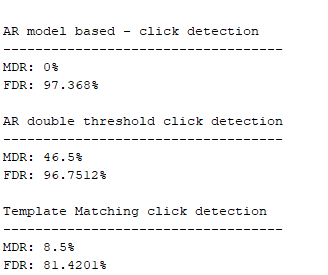 AR model based - click detection
-----------------------------------
MDR: 0%
FDR: 97.368%
AR double threshold click detection
-----------------------------------
MDR: 46.5%
FDR: 96.7512%
Template Matching click detection
-----------------------------------
MDR: 8.5%
FDR: 81.4201%